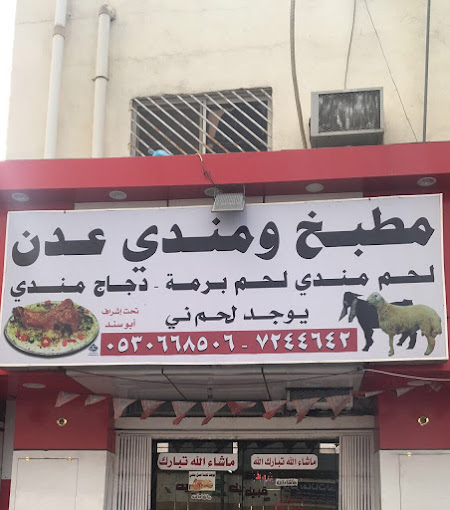 مطبخ ومندي عدن
لحم مندي لحم برمة - دجاج مندي
يوجد لحم ني
تحت إشراف
أبو سند
٠٥٣٠٦٦٨٥٠٦ - ٧٢٤٤٦٤٢
ماشاء الله تبارك
ماشاء الله تبارك الله